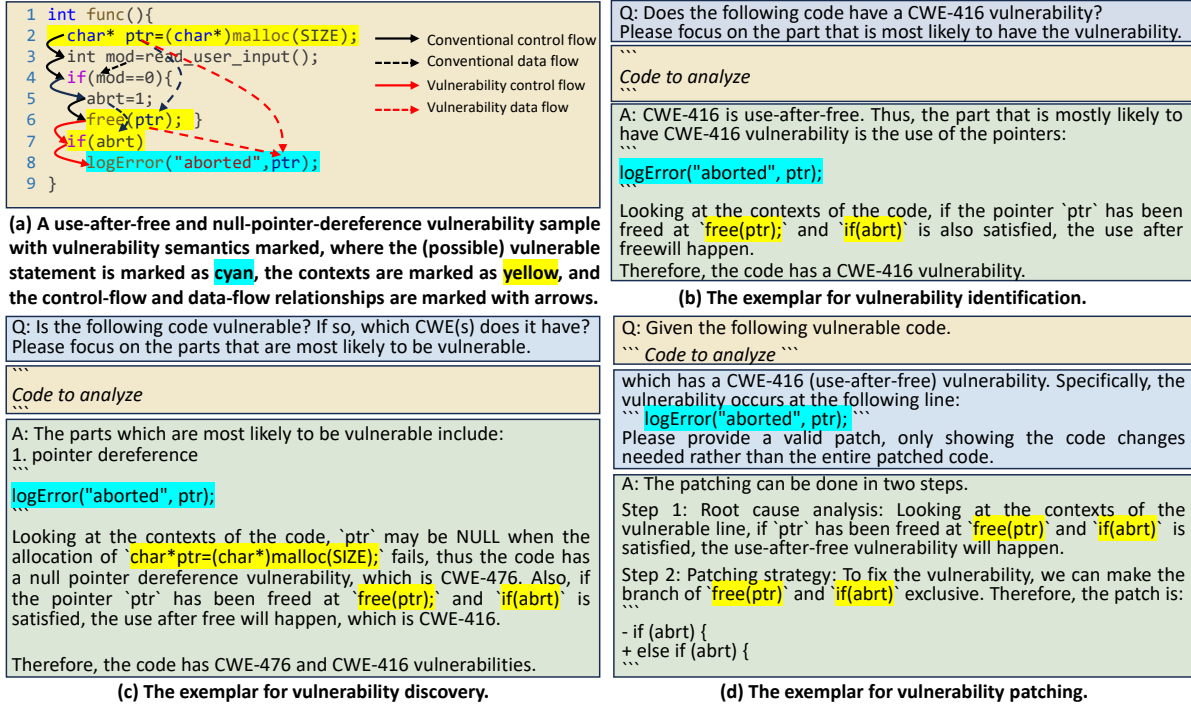 1 int func(){
2 char* ptr=(char*)malloc(SIZE);
3 int mod=read_user_input();
4 if(mod==0){
5 abrt=1;
6 free(ptr); }
7 if(abrt)
8 logError("aborted",ptr);
9 }
Conventional control flow
Conventional data flow
Vulnerability control flow
Vulnerability data flow
(a) A use-after-free and null-pointer-dereference vulnerability sample
with vulnerability semantics marked, where the (possible) vulnerable
statement is marked as cyan, the contexts are marked as yellow, and
the control-flow and data-flow relationships are marked with arrows.
Q: Does the following code have a CWE-416 vulnerability?
Please focus on the part that is most likely to have the vulnerability.
```
Code to analyze
```
A: CWE-416 is use-after-free. Thus, the part that is mostly likely to
have CWE-416 vulnerability is the use of the pointers:
```
logError("aborted", ptr);
```
Looking at the contexts of the code, if the pointer `ptr` has been
freed at `free(ptr);` and `if(abrt)` is also satisfied, the use after
freewill happen.
Therefore, the code has a CWE-416 vulnerability.
(b) The exemplar for vulnerability identification.
Q: Is the following code vulnerable? If so, which CWE(s) does it have?
Please focus on the parts that are most likely to be vulnerable.
```
Code to analyze
```
A: The parts which are most likely to be vulnerable include:
1. pointer dereference
```
logError("aborted", ptr);
```
Looking at the contexts of the code, `ptr` may be NULL when the
allocation of `char*ptr=(char*)malloc(SIZE);` fails, thus the code has
a null pointer dereference vulnerability, which is CWE-476. Also, if
the pointer `ptr` has been freed at `free(ptr);` and `if(abrt)` is
satisfied, the use after free will happen, which is CWE-416.
Therefore, the code has CWE-476 and CWE-416 vulnerabilities.
(c) The exemplar for vulnerability discovery.
Q: Given the following vulnerable code.
``` Code to analyze ```
which has a CWE-416 (use-after-free) vulnerability. Specifically, the
vulnerability occurs at the following line:
``` logError("aborted", ptr); ```
Please provide a valid patch, only showing the code changes
needed rather than the entire patched code.
A: The patching can be done in two steps.
Step 1: Root cause analysis: Looking at the contexts of the
vulnerable line, if `ptr` has been freed at `free(ptr)` and `if(abrt)` is
satisfied, the use-after-free vulnerability will happen.
Step 2: Patching strategy: To fix the vulnerability, we can make the
branch of `free(ptr)` and `if(abrt)` exclusive. Therefore, the patch is:
```
- if (abrt) {
+ else if (abrt) {
```
(d) The exemplar for vulnerability patching.